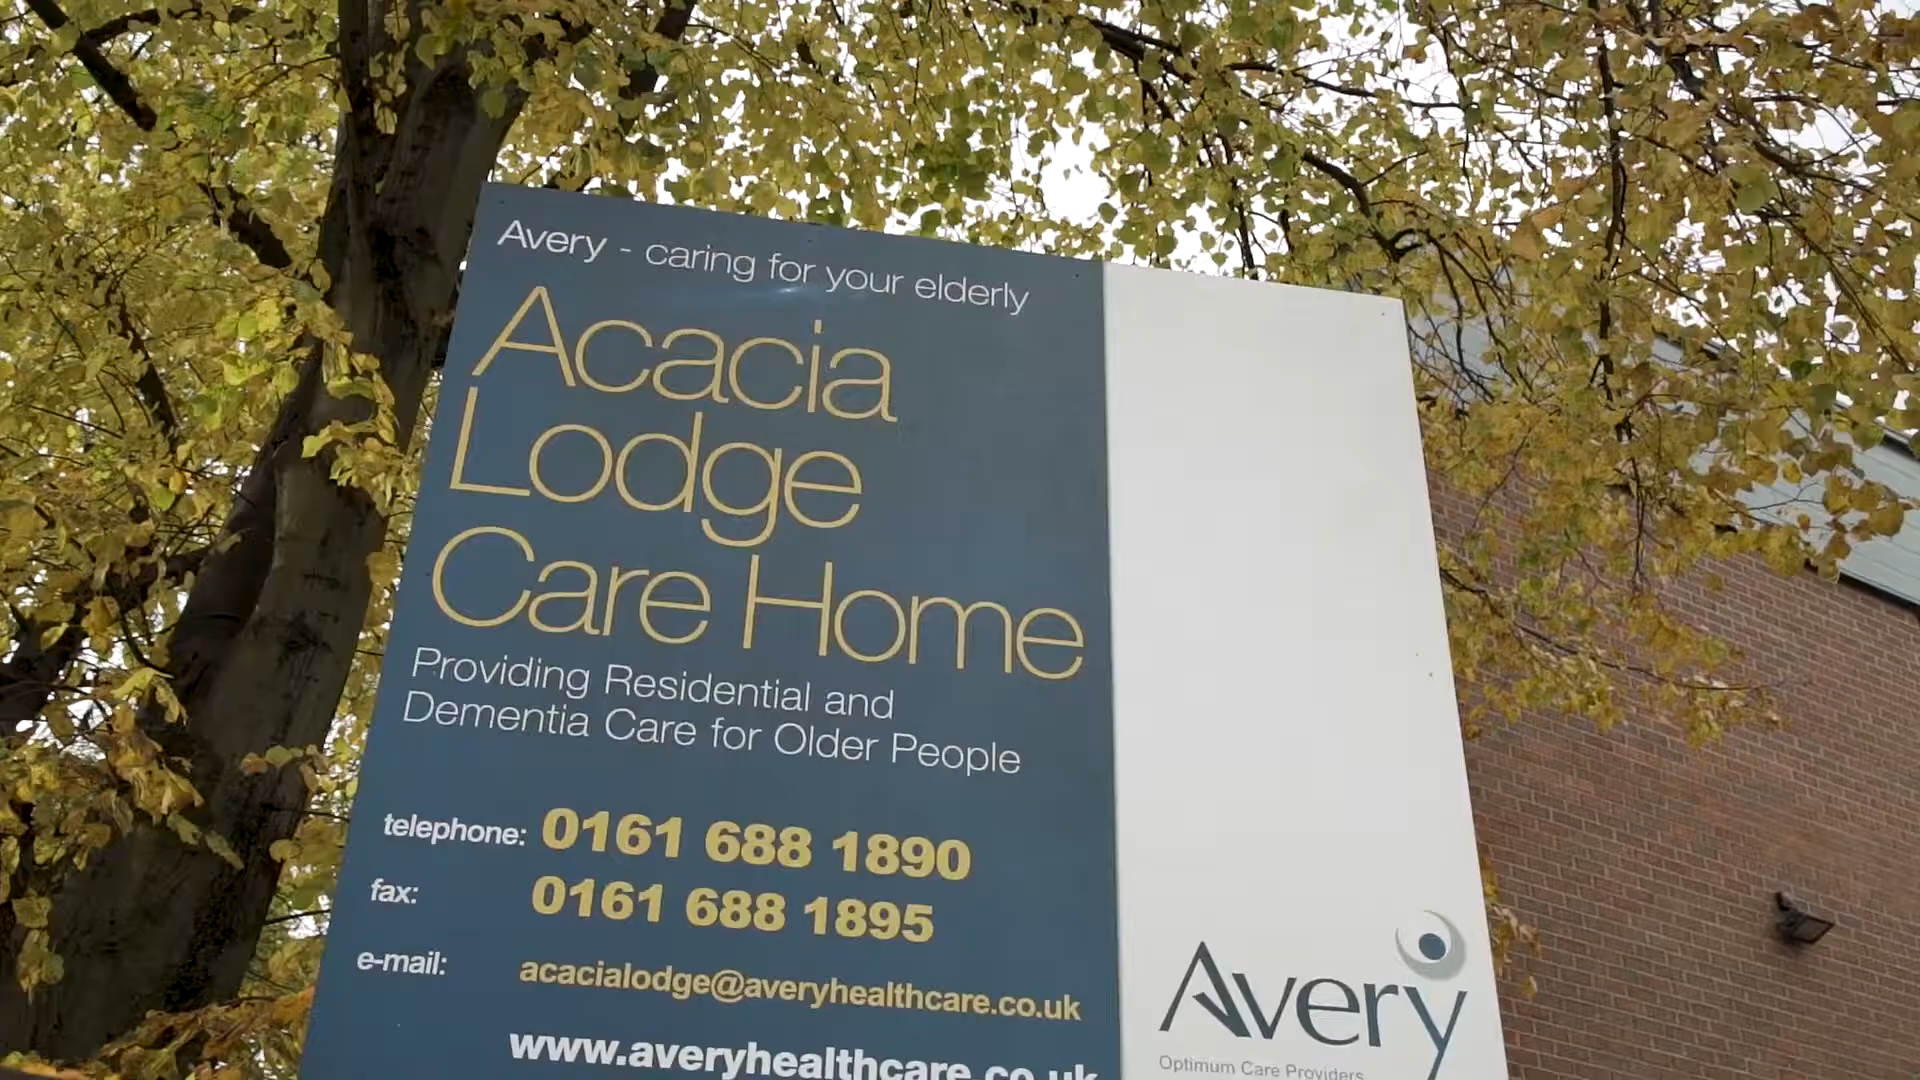 Avery - caring for your elderly
Acacia
Lodge
Care Home
Providing Residential and
Dementia Care for Older People
telephone: 0161 688 1890
fax: 0161 688 1895
e-mail: acacialodge@averyhealthcare.co.uk
www.averyhealthcare.co.uk
Avery
Optimum Care Providers